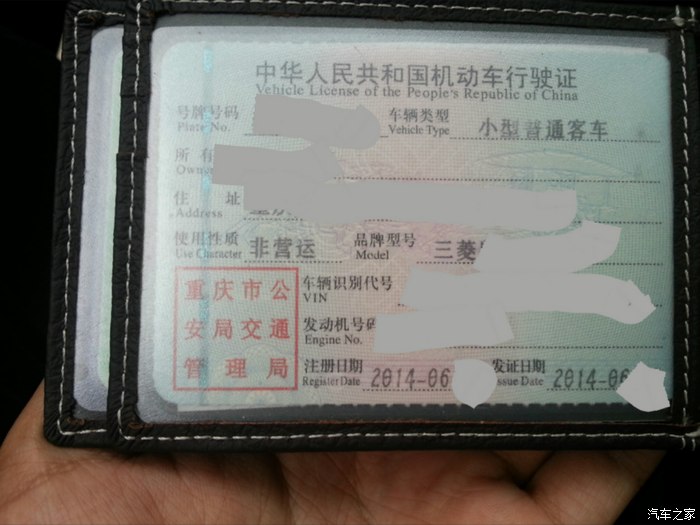 中华人民共和国机动车行驶证
Vehicle License of the People's Republic of China
号牌号码 车辆类型 小型普通客车
Plate No. Vehicle Type
所有
Owne
住址
Address 重庆
使用性质 非营运 品牌型号 三菱
Use Character Model
重庆市公 车辆识别代号
VIN
安局交通 发动机号码
Engine No.
管理局 注册日期 2014-06 发证日期 2014-06
Register Date Issue Date
汽车之家